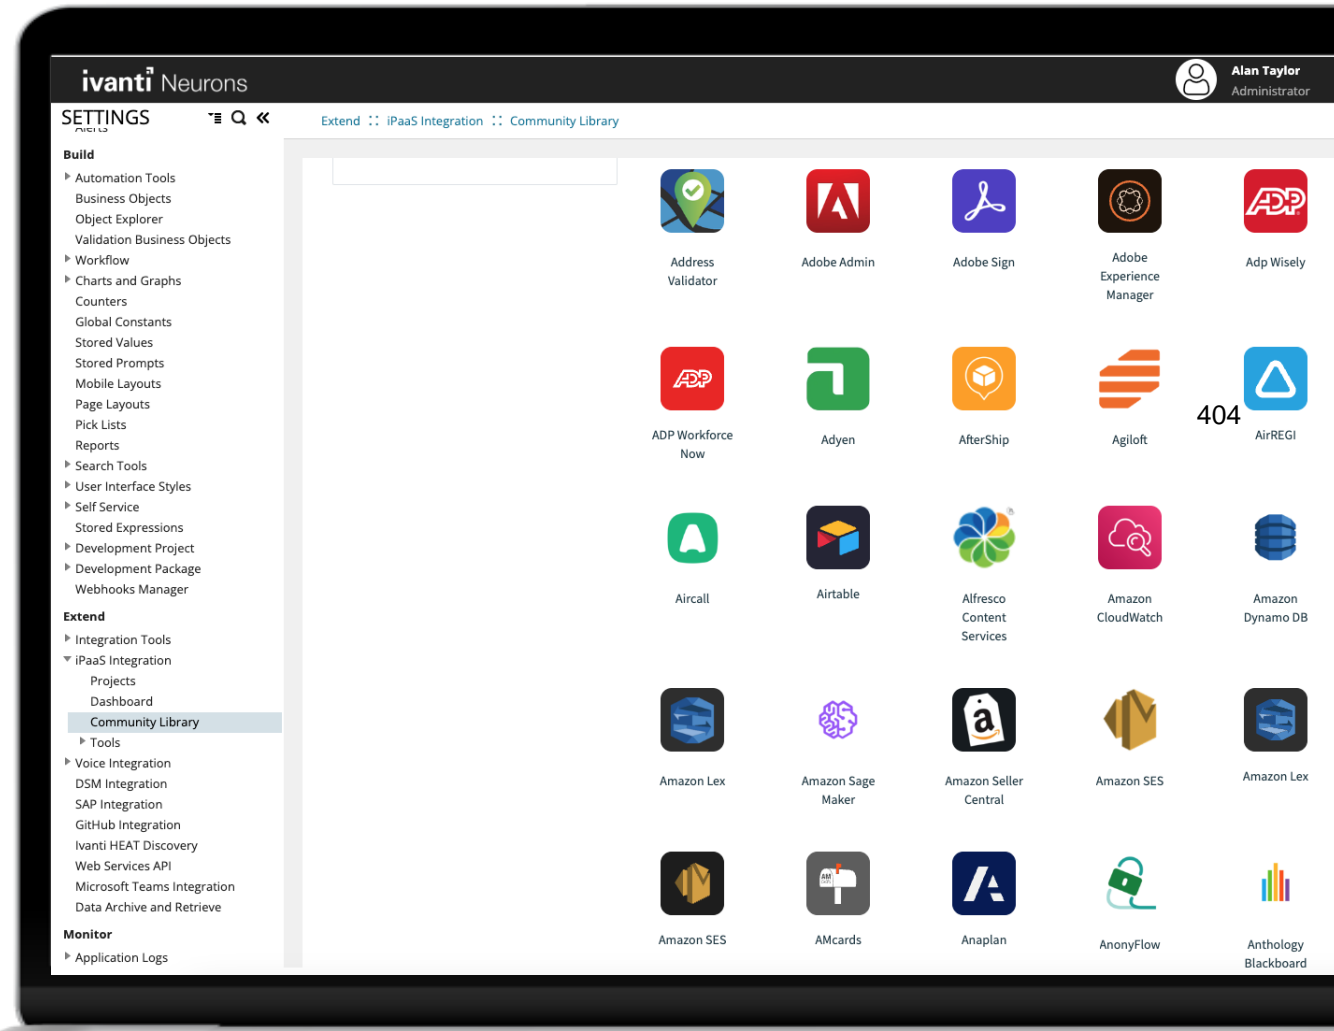 ivanti Neurons
Alan Taylor
Administrator
SETTINGS
Alerts
Extend :: iPaaS Integration :: Community Library
Build
Automation Tools
Business Objects
Object Explorer
Validation Business Objects
Workflow
Charts and Graphs
Counters
Global Constants
Stored Values
Stored Prompts
Mobile Layouts
Page Layouts
Pick Lists
Reports
Search Tools
User Interface Styles
Self Service
Stored Expressions
Development Project
Development Package
Webhooks Manager
Extend
Integration Tools
iPaaS Integration
Projects
Dashboard
Community Library
Tools
Voice Integration
DSM Integration
SAP Integration
GitHub Integration
Ivanti HEAT Discovery
Web Services API
Microsoft Teams Integration
Data Archive and Retrieve
Monitor
Application Logs
ADP
Address
Validator
Adobe Admin
Adobe Sign
Adobe
Experience
Manager
Adp Wisely
ADP
404
ADP Workforce
Now
Adyen
AfterShip
Agiloft
AirREGI
Aircall
Airtable
Alfresco
Content
Services
Amazon
CloudWatch
Amazon
Dynamo DB
a
Amazon Lex
Amazon Sage
Maker
Amazon Seller
Central
Amazon SES
Amazon Lex
AM
Amazon SES
AMcards
Anaplan
AnonyFlow
Anthology
Blackboard